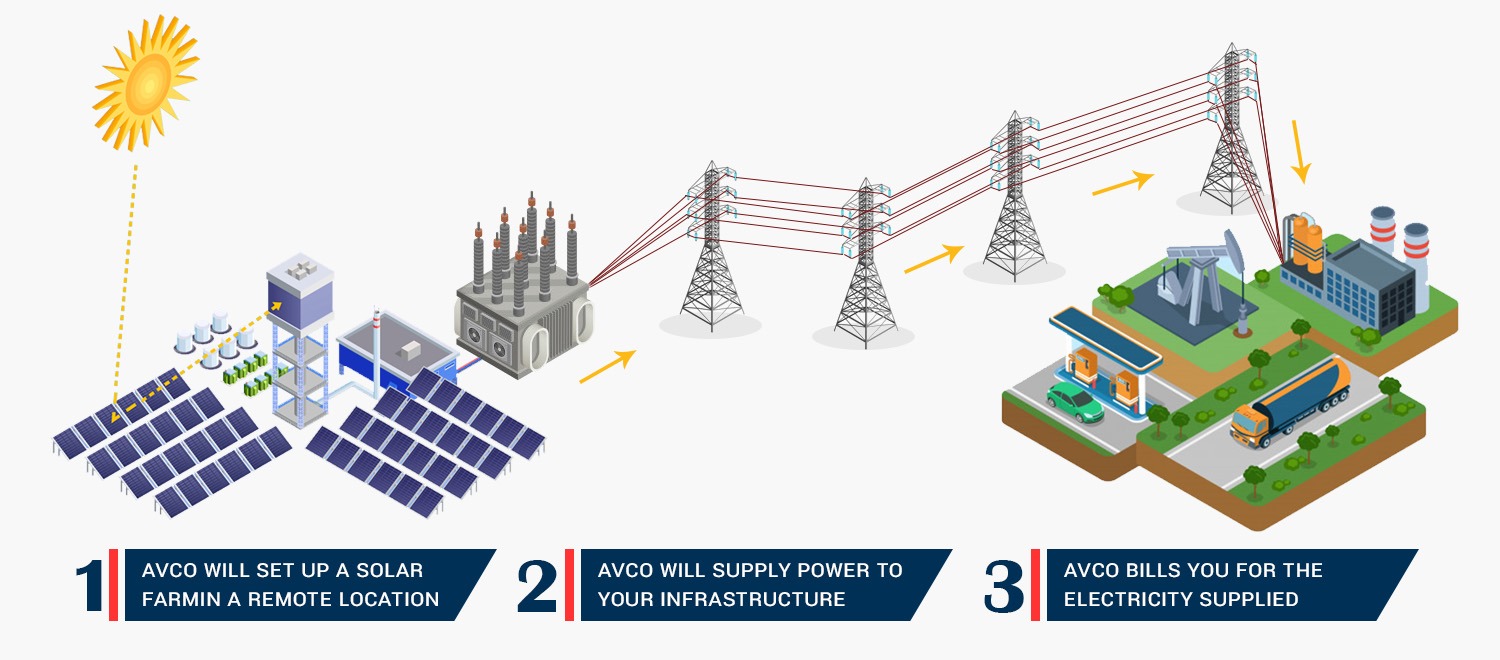 1
AVCO WILL SET UP A SOLAR
FARMIN A REMOTE LOCATION
2
AVCO WILL SUPPLY POWER TO
YOUR INFRASTRUCTURE
3
AVCO BILLS YOU FOR THE
ELECTRICITY SUPPLIED